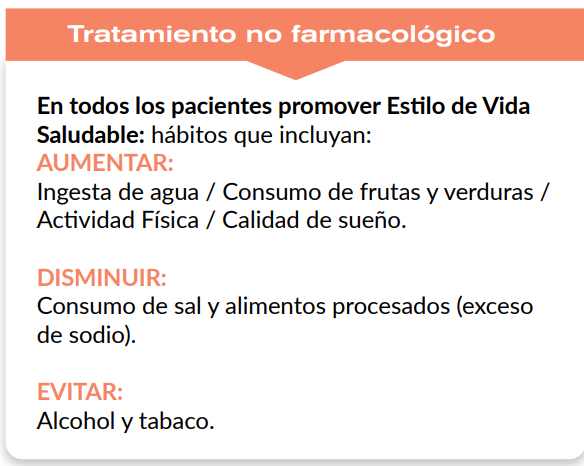 Tratamiento no farmacológico
En todos los pacientes promover Estilo de Vida
Saludable: hábitos que incluyan:
AUMENTAR:
Ingesta de agua / Consumo de frutas y verduras /
Actividad Física / Calidad de sueño.
DISMINUIR:
Consumo de sal y alimentos procesados (exceso
de sodio).
EVITAR:
Alcohol y tabaco.